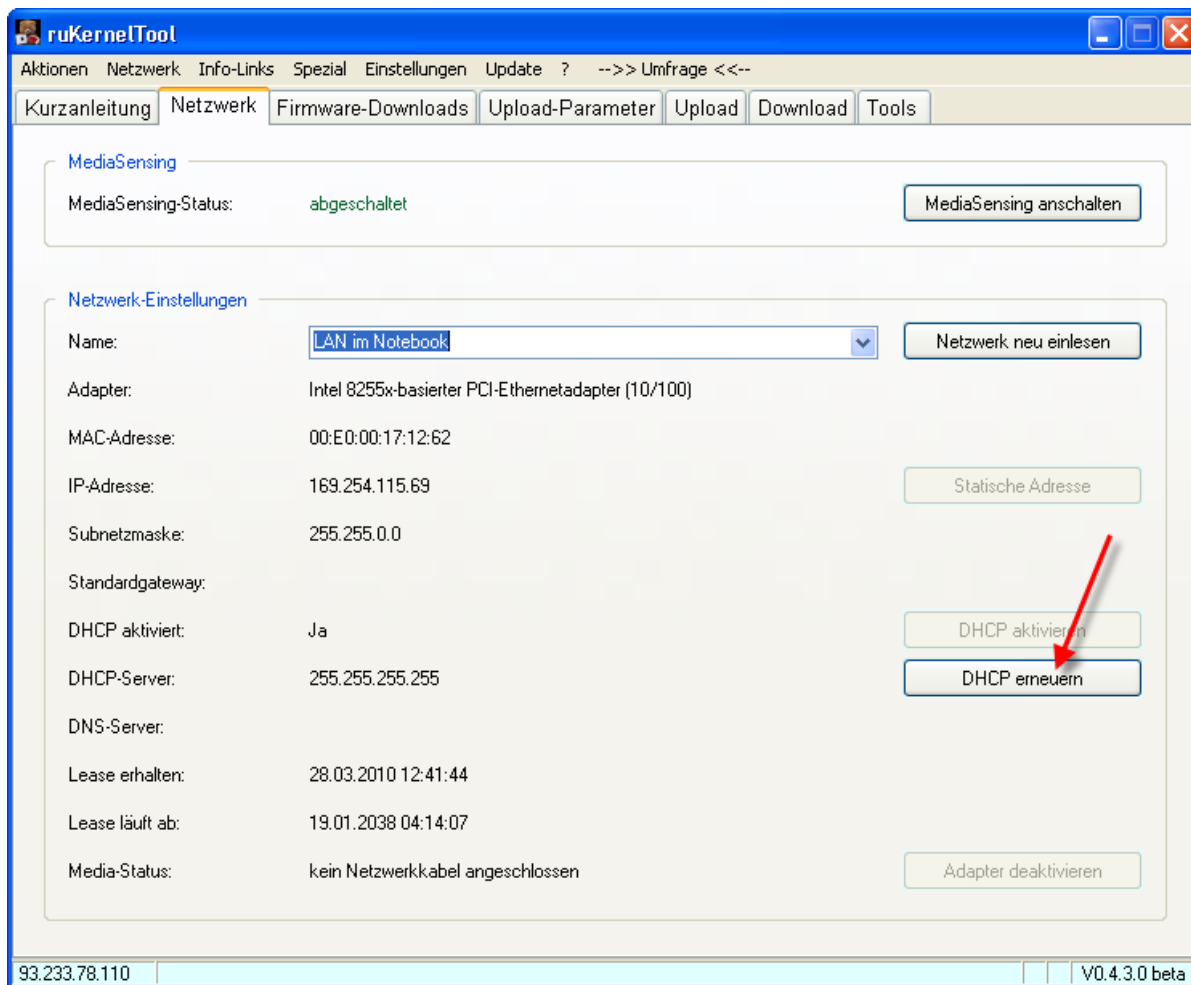 ruKernelTool
Aktionen Netzwerk Info-Links Spezial Einstellungen Update ? -->> Umfrage <<--
Kurzanleitung Netzwerk Firmware-Downloads Upload-Parameter Upload Download Tools
MediaSensing
MediaSensing-Status: abgeschaltet MediaSensing anschalten
Netzwerk-Einstellungen
Name: LAN im Notebook Netzwerk neu einlesen
Adapter: Intel 8255x-basierter PCI-Ethernetadapter (10/100)
MAC-Adresse: 00:E0:00:17:12:62
IP-Adresse: 169.254.115.69 Statische Adresse
Subnetzmaske: 255.255.0.0
Standardgateway:
DHCP aktiviert: Ja DHCP aktivieren
DHCP-Server: 255.255.255.255 DHCP erneuern
DNS-Server:
Lease erhalten: 28.03.2010 12:41:44
Lease läuft ab: 19.01.2038 04:14:07
Media-Status: kein Netzwerkkabel angeschlossen Adapter deaktivieren
93.233.78.110 V0.4.3.0 beta